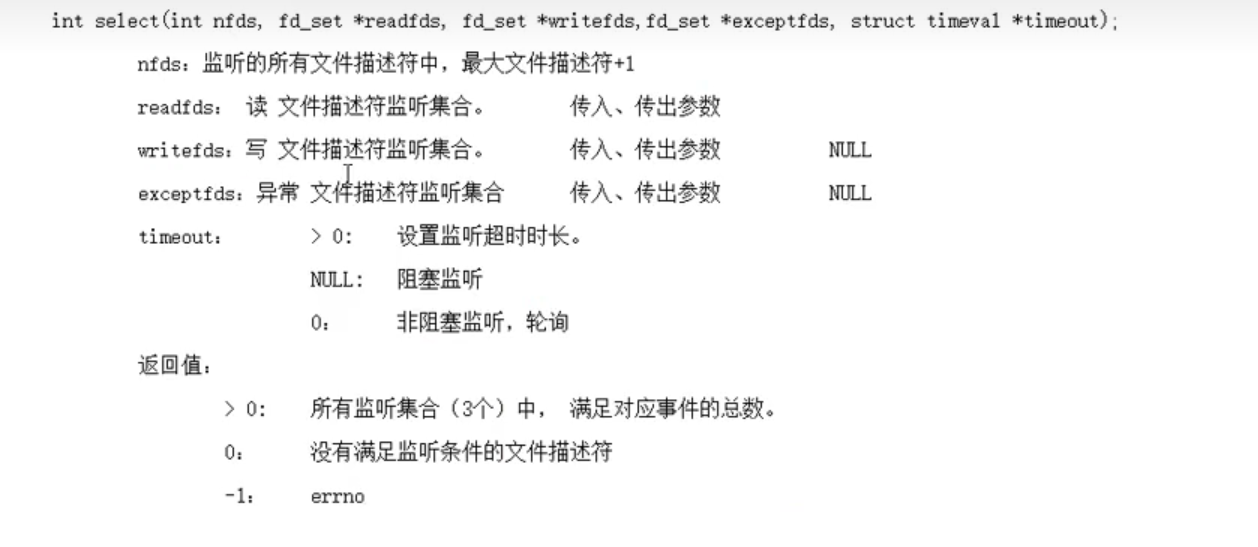 int select(int nfds, fd_set *readfds, fd_set *writefds,fd_set *exceptfds, struct timeval *timeout);
nfds：监听的所有文件描述符中，最大文件描述符+1
readfds： 读 文件描述符监听集合。 传入、传出参数
writefds：写 文件描述符监听集合。 传入、传出参数 NULL
exceptfds：异常 文件描述符监听集合 传入、传出参数 NULL
timeout： > 0: 设置监听超时时长。
NULL: 阻塞监听
0： 非阻塞监听，轮询
返回值：
> 0: 所有监听集合（3个）中， 满足对应事件的总数。
0： 没有满足监听条件的文件描述符
-1： errno